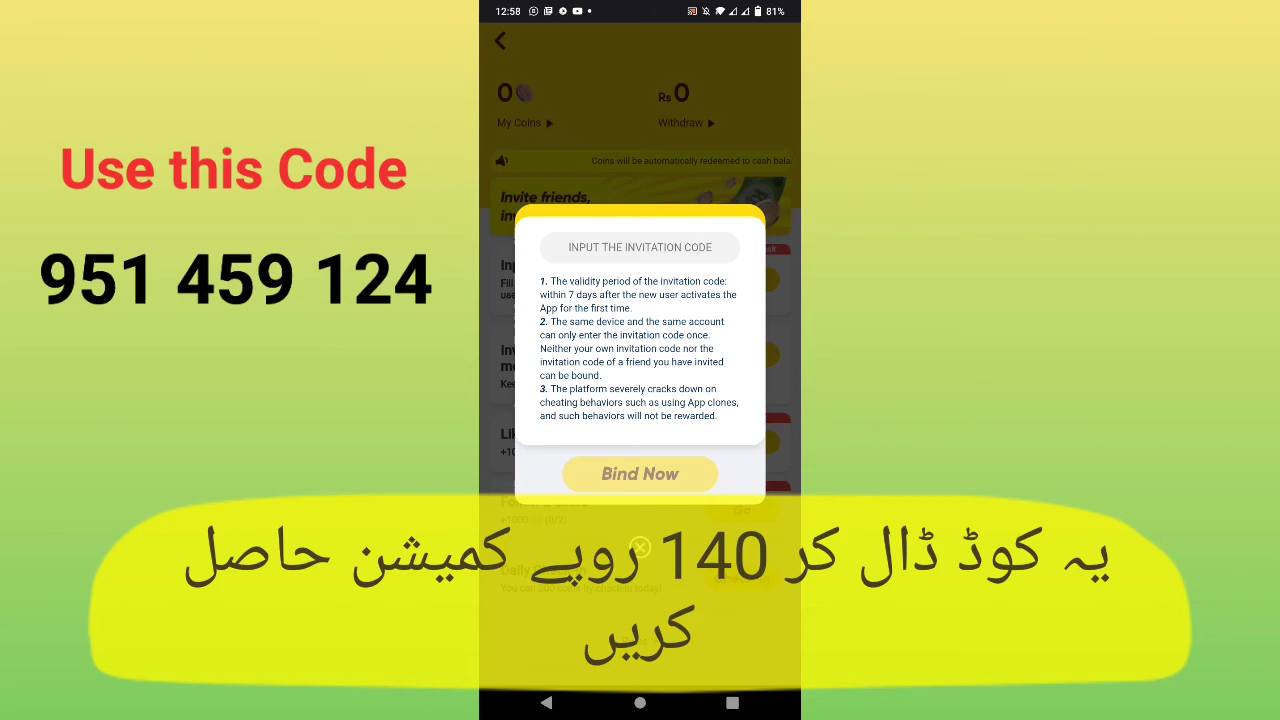 12:58
81%
0
Rs 0
My Coins
Withdraw
Coins will be automatically redeemed to cash bala
Invite friends,
Use this Code
951 459 124
INPUT THE INVITATION CODE
1. The validity period of the invitation code:
within 7 days after the new user activates the
App for the first time.
2. The same device and the same account
can only enter the invitation code once.
Neither your own invitation code nor the
invitation code of a friend you have invited
can be bound.
3. The platform severely cracks down on
cheating behaviors such as using App clones,
and such behaviors will not be rewarded.
Bind Now
Go
+1000 (0/2)
یہ کوڈ ڈال کر 140 روپے کمیشن حاصل
کریں